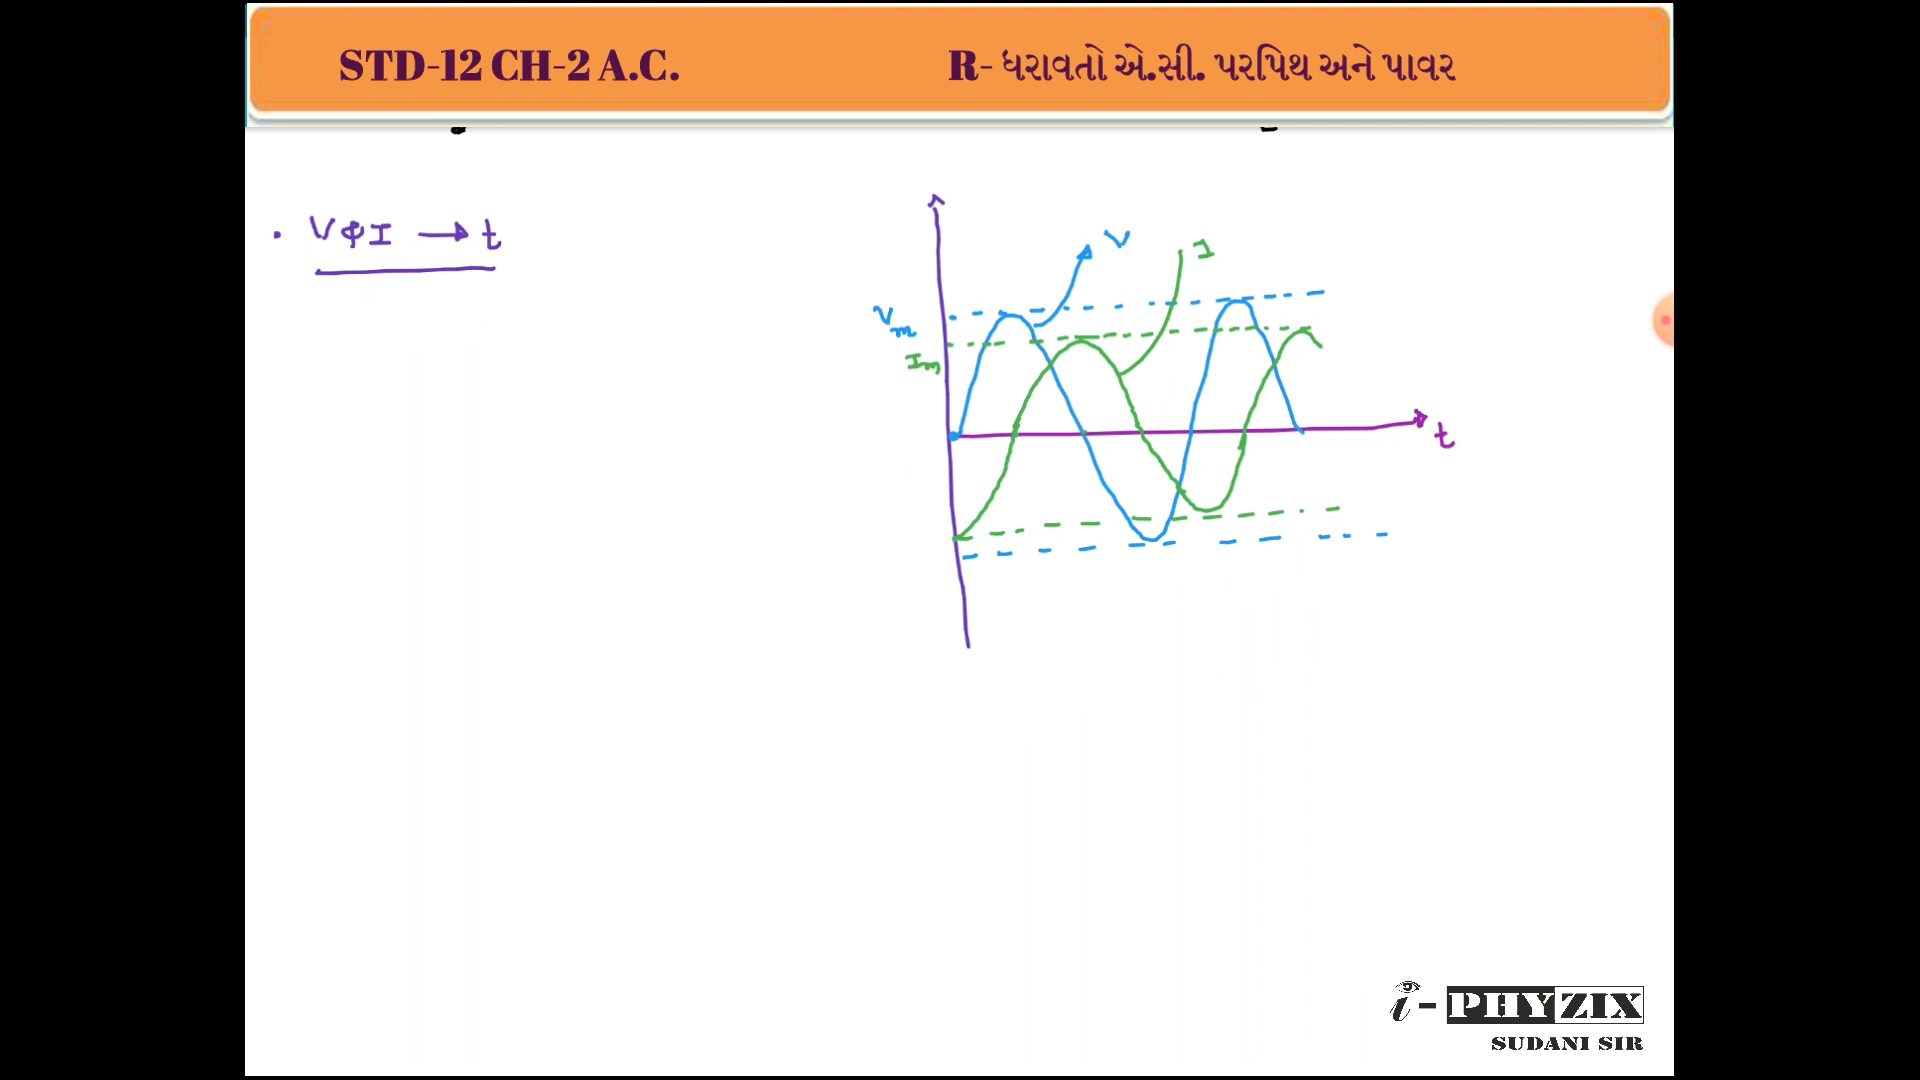 STD-12 CH-2 A.C.
R- ધરાવતો એ.સી. પરિપથ અને પાવર
. V φ I → t
V
I
Vm
Im
t
i-PHYZIX
SUDANI SIR